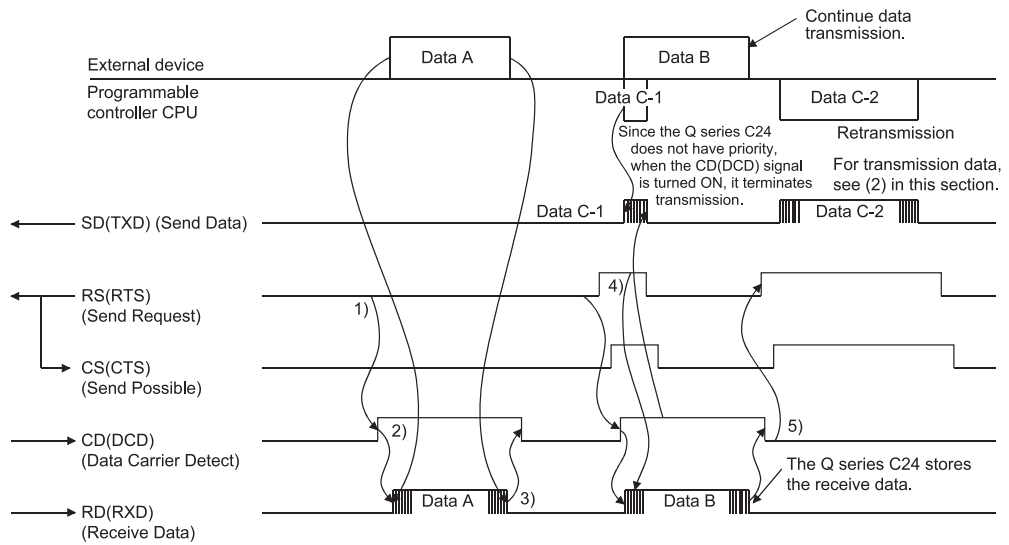 Continue data
transmission.
Data A
Data B
External device
Programmable
controller CPU
Data C-1
Data C-2
Since the Q series C24
does not have priority,
when the CD(DCD) signal
is turned ON, it terminates
transmission.
Retransmission
For transmission data,
see (2) in this section.
SD(TXD) (Send Data)
Data C-1
Data C-2
RS(RTS)
(Send Request)
1)
4)
CS(CTS)
(Send Possible)
CD(DCD)
(Data Carrier Detect)
2)
5)
The Q series C24 stores
the receive data.
RD(RXD)
(Receive Data)
Data A
3)
Data B